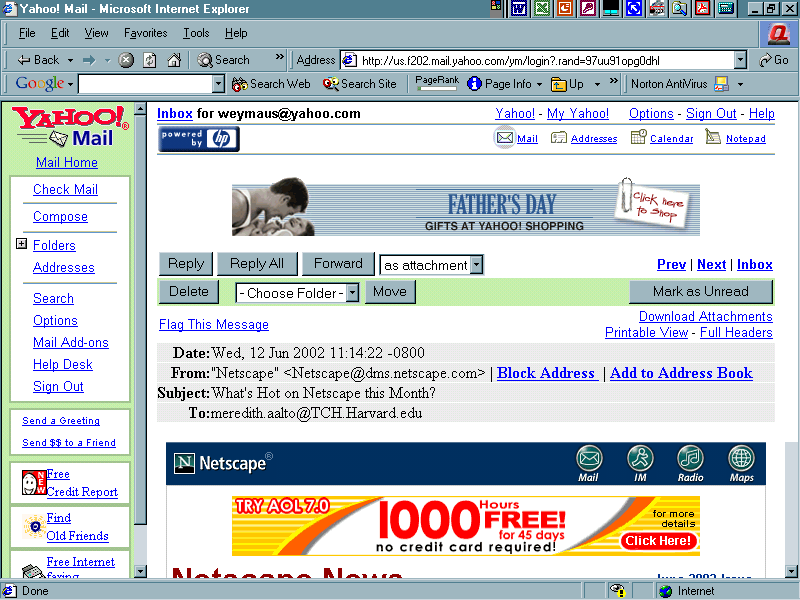 Yahoo! Mail - Microsoft Internet Explorer
File Edit View Favorites Tools Help
Back Search » Address http://us.f202.mail.yahoo.com/ym/login?.rand=97uu91opg0dhl Go
Google Search Web Search Site PageRank Page Info Up » Norton AntiVirus
YAHOO!® Mail
Mail Home
Check Mail
Compose
Folders
Addresses
Search
Options
Mail Add-ons
Help Desk
Sign Out
Send a Greeting
Send $$ to a Friend
NEW Free
Credit Report
Find
Old Friends
Free Internet
faxing
Inbox for weymaus@yahoo.com Yahoo! - My Yahoo! Options - Sign Out - Help
powered by hp Mail Addresses Calendar Notepad
FATHER'S DAY
GIFTS AT YAHOO! SHOPPING
Click here
to shop
Reply Reply All Forward as attachment Prev | Next | Inbox
Delete - Choose Folder - Move Mark as Unread
Flag This Message Download Attachments
Printable View - Full Headers
Date: Wed, 12 Jun 2002 11:14:22 -0800
From: "Netscape" <Netscape@dms.netscape.com> | Block Address | Add to Address Book
Subject: What's Hot on Netscape this Month?
To: meredith.aalto@TCH.Harvard.edu
N Netscape® Mail IM Radio Maps
TRY AOL 7.0 1000 Hours FREE! for 45 days
no credit card required!
for more
details
Click Here!
Netscape News June 2002 Issue
Done Internet